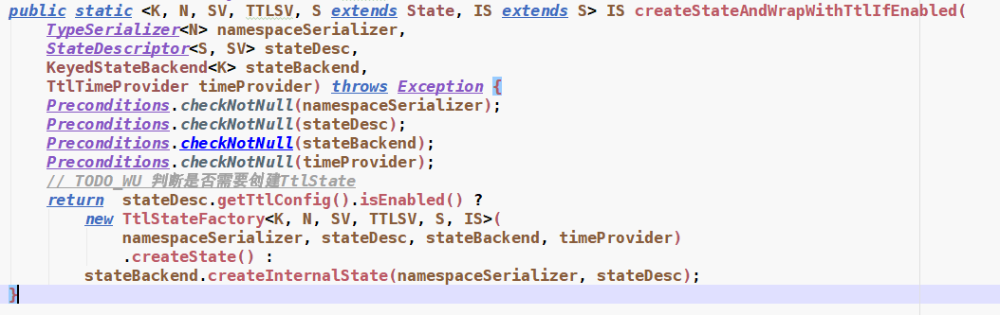 public static <K, N, SV, TTLSV, S extends State, IS extends S> IS createStateAndWrapWithTtlIfEnabled(
    TypeSerializer<N> namespaceSerializer,
    StateDescriptor<S, SV> stateDesc,
    KeyedStateBackend<K> stateBackend,
    TtlTimeProvider timeProvider) throws Exception {
    Preconditions.checkNotNull(namespaceSerializer);
    Preconditions.checkNotNull(stateDesc);
    Preconditions.checkNotNull(stateBackend);
    Preconditions.checkNotNull(timeProvider);
    // TODO_WU 判断是否需要创建TtlState
    return  stateDesc.getTtlConfig().isEnabled() ?
        new TtlStateFactory<K, N, SV, TTLSV, S, IS>(
            namespaceSerializer, stateDesc, stateBackend, timeProvider)
            .createState() :
        stateBackend.createInternalState(namespaceSerializer, stateDesc);
}